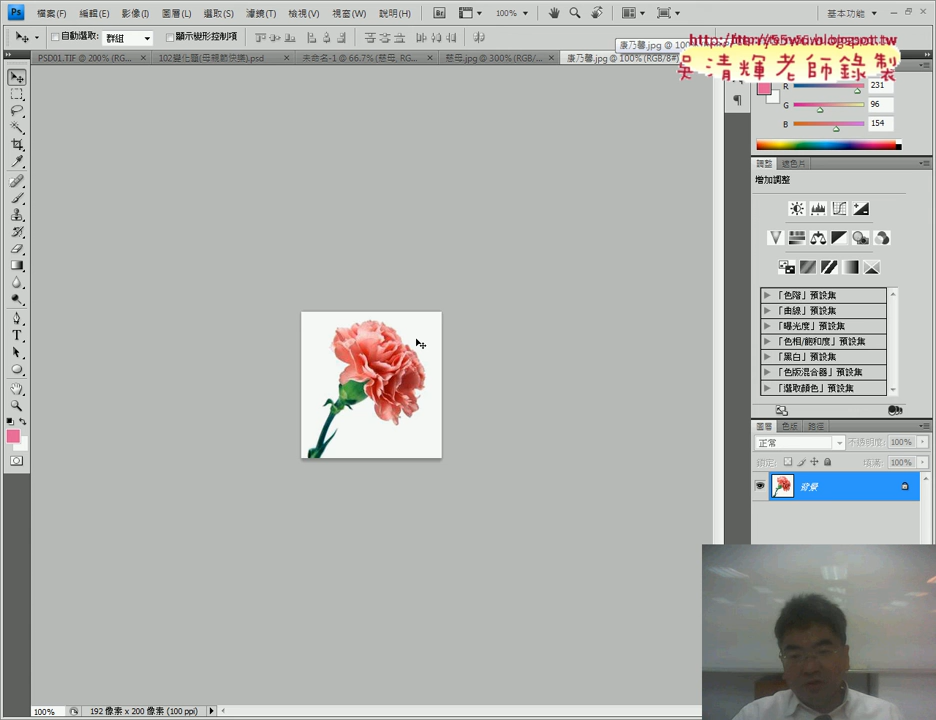 Ps 檔案(F) 編輯(E) 影像(I) 圖層(L) 選取(S) 濾鏡(T) 檢視(V) 視窗(W) 說明(H) Br 100% 基本功能
自動選取: 群組 顯示變形控制項
康乃馨.jpg @ 100
PSD01.TIF @ 200% (RG... 102變化題(母親節快樂).psd 未命名-1 @ 66.7% (慈母, RG... 慈母.jpg @ 300% (RGB/... 康乃馨.jpg @ 100% (RGB/8#)
吳清輝老師錄製
R 231
G 96
B 154
調整 遮色片
增加調整
「色階」預設集
「曲線」預設集
「曝光度」預設集
「色相/飽和度」預設集
「黑白」預設集
「色版混合器」預設集
「選取顏色」預設集
圖層 色版 路徑
正常 不透明度: 100%
鎖定: 填滿: 100%
背景
100% 192 像素 x 200 像素 (100 ppi)